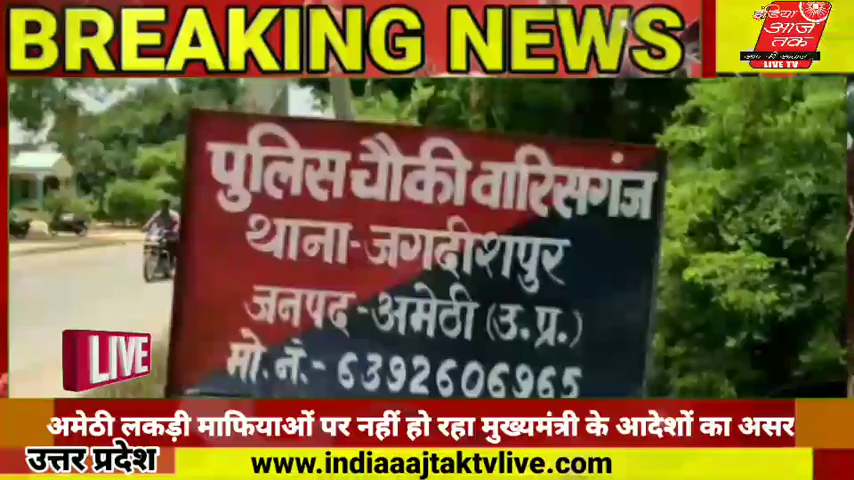 BREAKING NEWS
इंडिया
आज
तक
LIVE TV
पुलिस चौकी वारिसगंज
थाना-जगदीशपुर
जनपद-अमेठी (उ.प्र.)
मो.नं.- 6392606965
LIVE
अमेठी लकड़ी माफियाओं पर नहीं हो रहा मुख्यमंत्री के आदेशों का असर
उत्तर प्रदेश
www.indiaaajtaktvlive.com